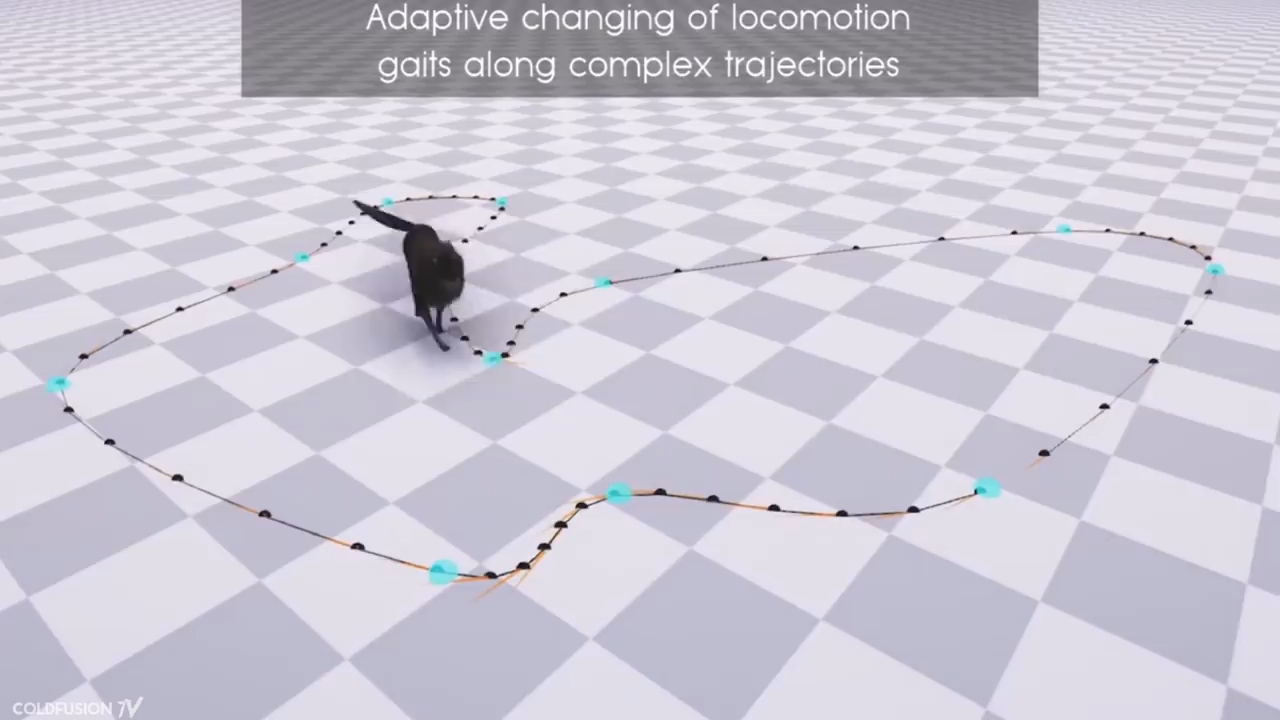 Adaptive changing of locomotion
gaits along complex trajectories
COLDFUSION TV